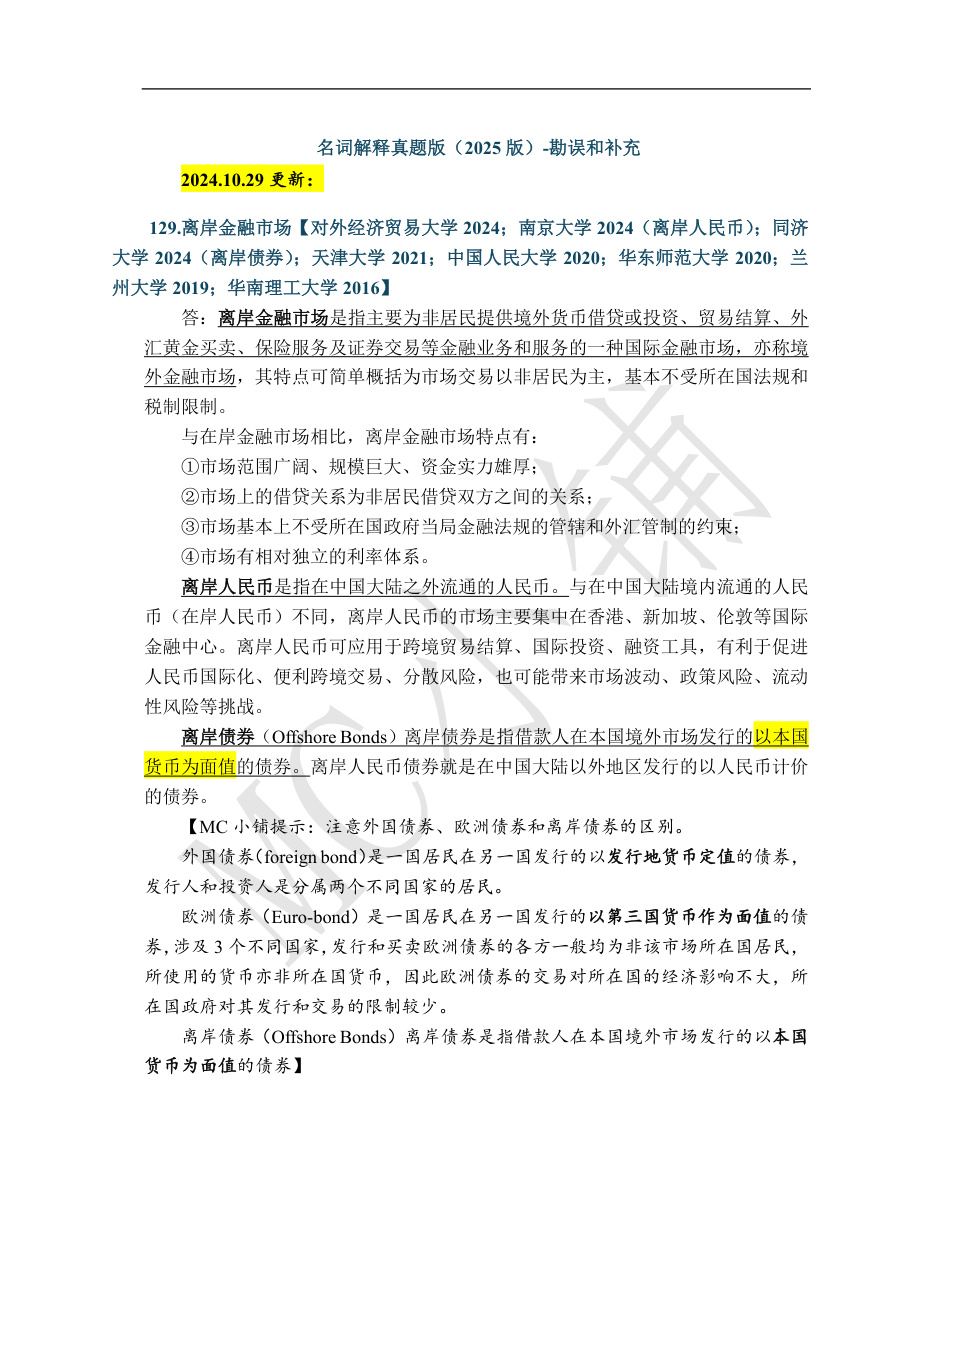 名词解释真题版（2025 版）-勘误和补充
2024.10.29 更新：
129.离岸金融市场【对外经济贸易大学 2024；南京大学 2024（离岸人民币）；同济
大学 2024（离岸债券）；天津大学 2021；中国人民大学 2020；华东师范大学 2020；兰
州大学 2019；华南理工大学 2016】
答：离岸金融市场是指主要为非居民提供境外货币借贷或投资、贸易结算、外
汇黄金买卖、保险服务及证券交易等金融业务和服务的一种国际金融市场，亦称境
外金融市场，其特点可简单概括为市场交易以非居民为主，基本不受所在国法规和
税制限制。
与在岸金融市场相比，离岸金融市场特点有：
①市场范围广阔、规模巨大、资金实力雄厚；
②市场上的借贷关系为非居民借贷双方之间的关系；
③市场基本上不受所在国政府当局金融法规的管辖和外汇管制的约束；
④市场有相对独立的利率体系。
离岸人民币是指在中国大陆之外流通的人民币。与在中国大陆境内流通的人民
币（在岸人民币）不同，离岸人民币的市场主要集中在香港、新加坡、伦敦等国际
金融中心。离岸人民币可应用于跨境贸易结算、国际投资、融资工具，有利于促进
人民币国际化、便利跨境交易、分散风险，也可能带来市场波动、政策风险、流动
性风险等挑战。
离岸债券（Offshore Bonds）离岸债券是指借款人在本国境外市场发行的以本国
货币为面值的债券。离岸人民币债券就是在中国大陆以外地区发行的以人民币计价
的债券。
【MC 小铺提示：注意外国债券、欧洲债券和离岸债券的区别。
外国债券（foreign bond）是一国居民在另一国发行的以发行地货币定值的债券，
发行人和投资人是分属两个不同国家的居民。
欧洲债券（Euro-bond）是一国居民在另一国发行的以第三国货币作为面值的债
券，涉及 3 个不同国家，发行和买卖欧洲债券的各方一般均为非该市场所在国居民，
所使用的货币亦非所在国货币，因此欧洲债券的交易对所在国的经济影响不大，所
在国政府对其发行和交易的限制较少。
离岸债券（Offshore Bonds）离岸债券是指借款人在本国境外市场发行的以本国
货币为面值的债券】
MC小铺